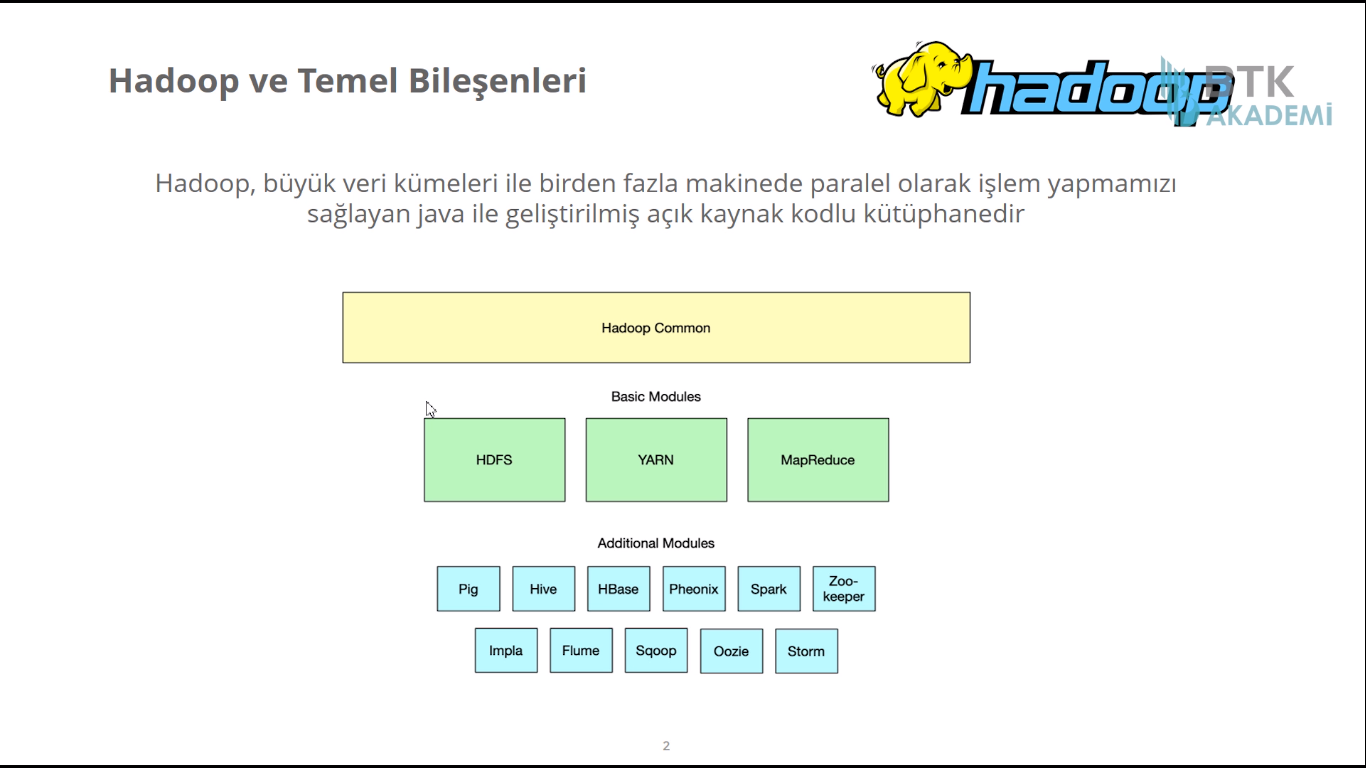 Hadoop ve Temel Bileşenleri
hadoop
BTK
AKADEMİ
Hadoop, büyük veri kümeleri ile birden fazla makinede paralel olarak işlem yapmamızı
sağlayan java ile geliştirilmiş açık kaynak kodlu kütüphanedir
Hadoop Common
Basic Modules
HDFS YARN MapReduce
Additional Modules
Pig Hive HBase Pheonix Spark Zoo-
keeper
Impla Flume Sqoop Oozie Storm
2